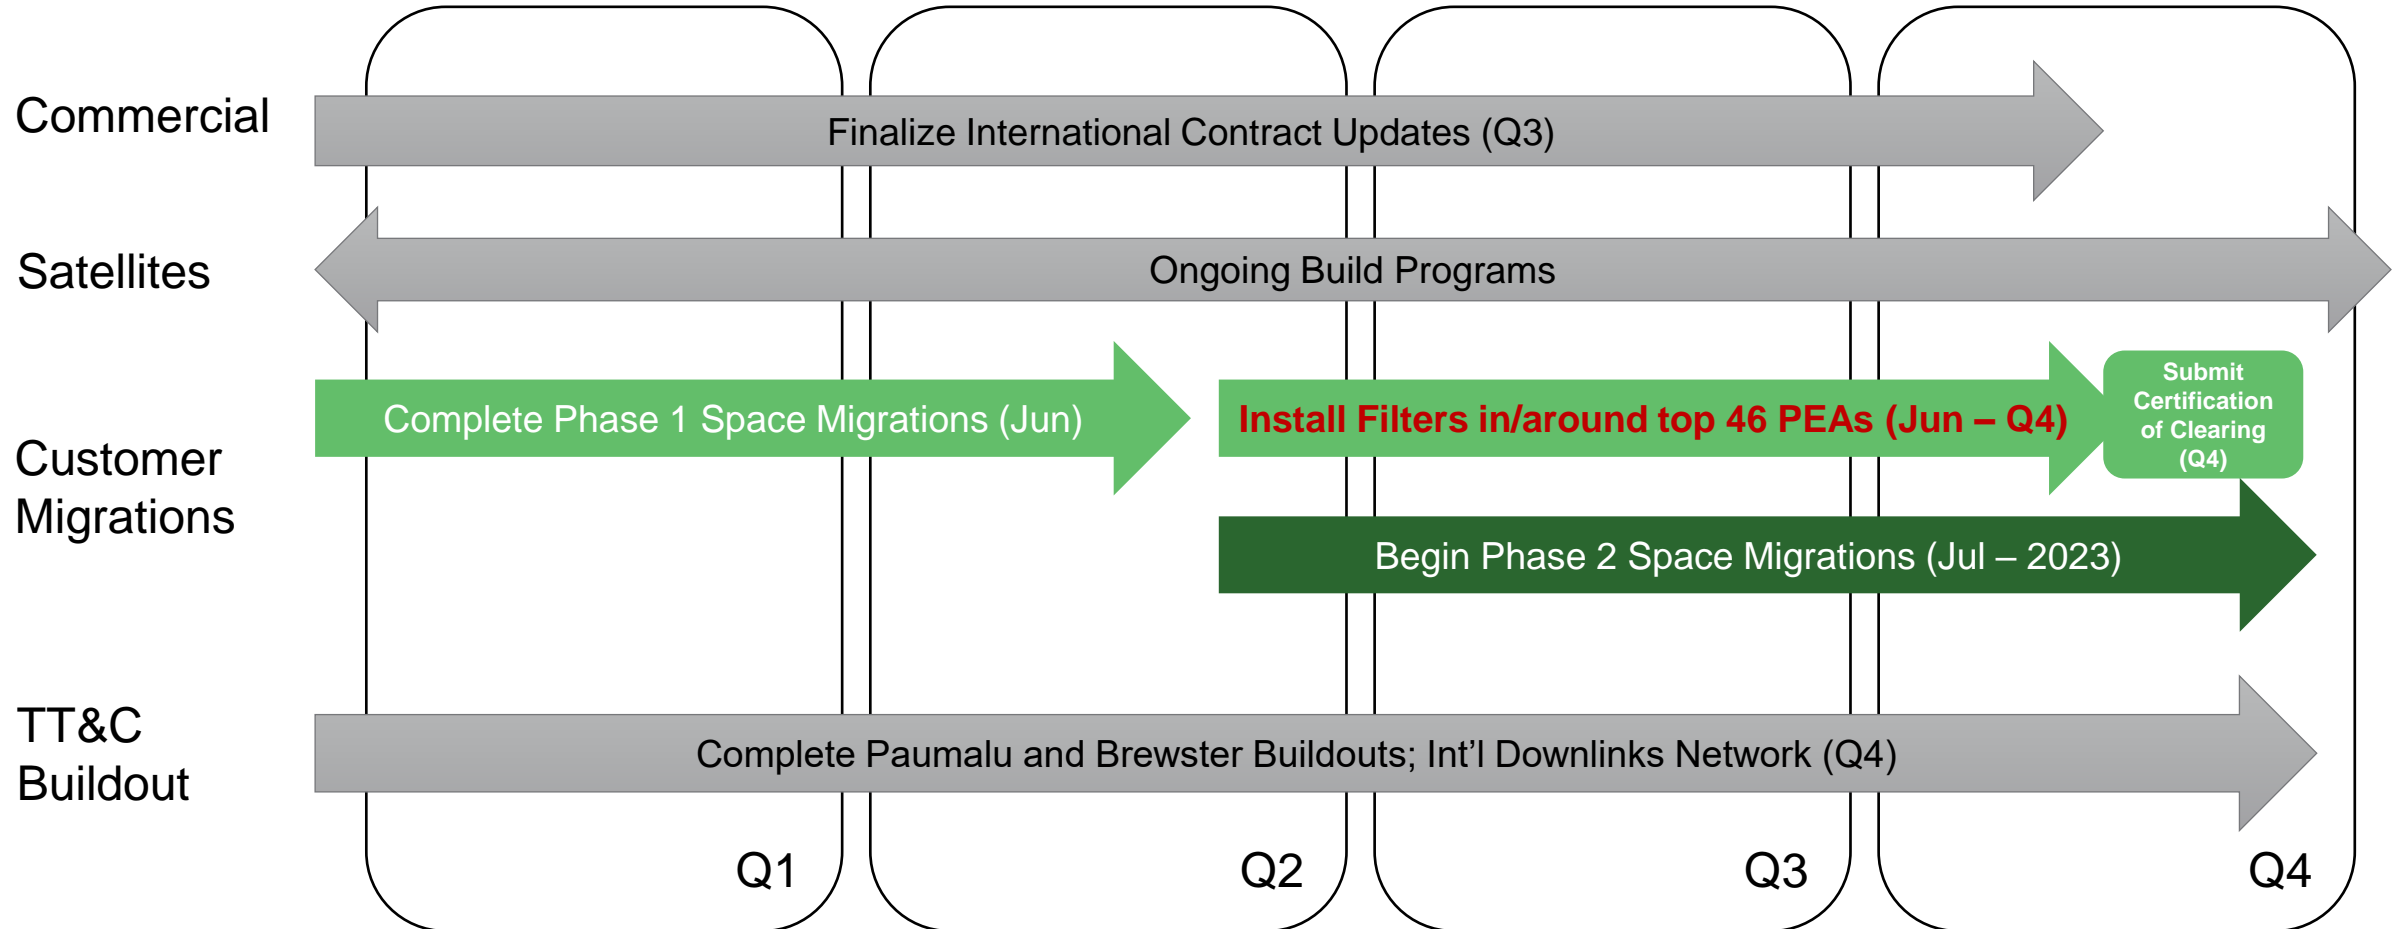 Commercial
Finalize International Contract Updates (Q3)
Satellites
Ongoing Build Programs
Customer
Migrations
Complete Phase 1 Space Migrations (Jun)
Install Filters in/around top 46 PEAs (Jun – Q4)
Submit
Certification
of Clearing
(Q4)
Begin Phase 2 Space Migrations (Jul – 2023)
TT&C
Buildout
Complete Paumalu and Brewster Buildouts; Int’l Downlinks Network (Q4)
Q1
Q2
Q3
Q4